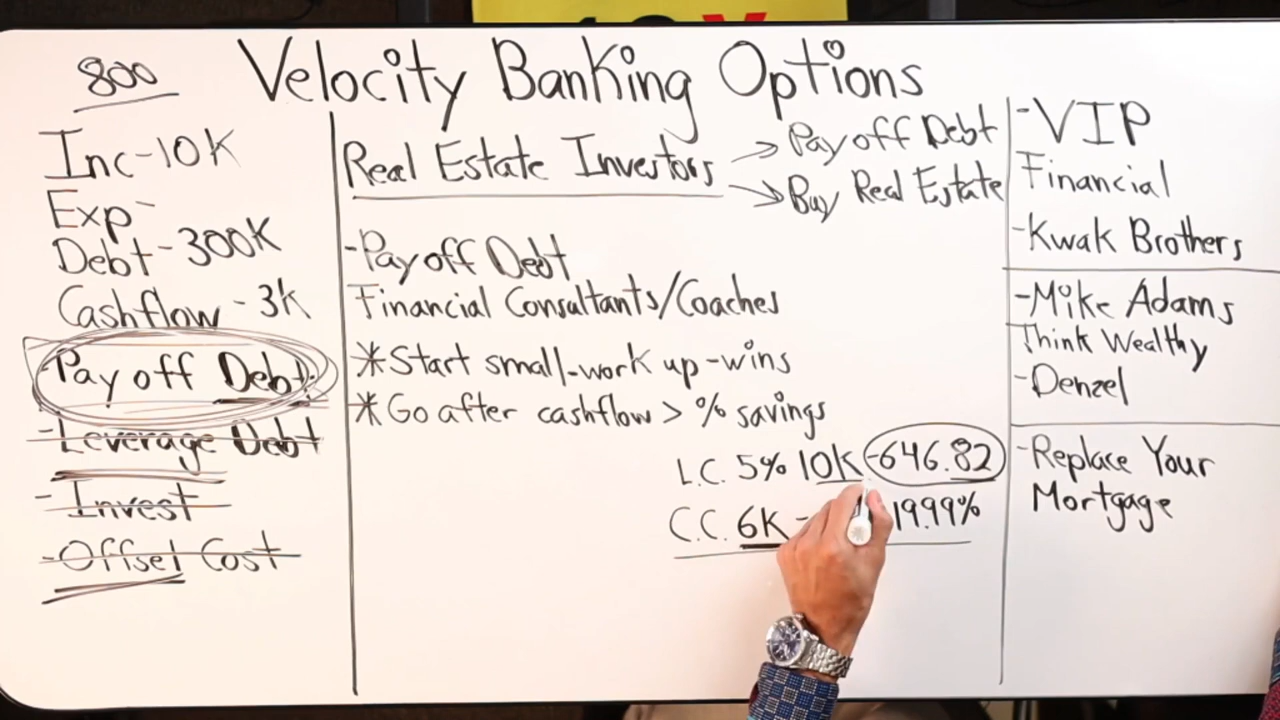 800
Velocity Banking Options
Inc-10K
Exp-
Debt-300K
Cashflow-3k
Pay off Debt
-Leverage Debt
-Invest
-Offset Cost
Real Estate Investors → Pay off Debt
→ Buy Real Estate
-Pay off Debt
Financial Consultants/Coaches
*Start small-work up-wins
*Go after cashflow > % savings
L.C. 5% 10K -646.82
C.C. 6K - 19.99%
-VIP
Financial
-Kwak Brothers
-Mike Adams
Think Wealthy
-Denzel
-Replace Your
Mortgage